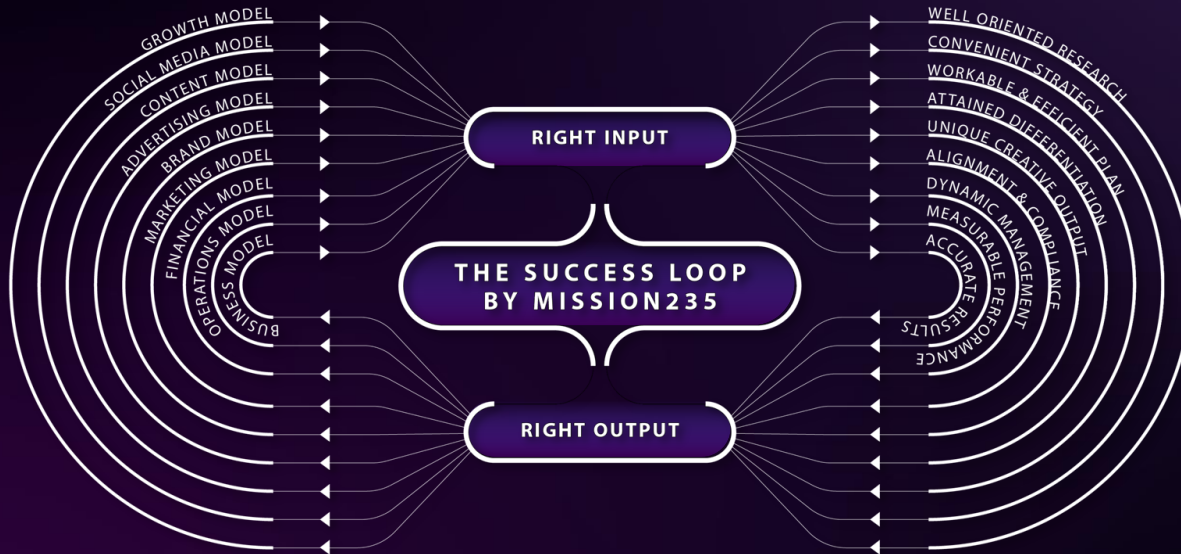 GROWTH MODEL
SOCIAL MEDIA MODEL
CONTENT MODEL
ADVERTISING MODEL
BRAND MODEL
MARKETING MODEL
FINANCIAL MODEL
OPERATIONS MODEL
BUSINESS MODEL
RIGHT INPUT
THE SUCCESS LOOP
BY MISSION235
RIGHT OUTPUT
WELL ORIENTED RESEARCH
CONVENIENT STRATEGY
WORKABLE & EFFICIENT PLAN
ATTAINED DIFFERENTIATION
UNIQUE CREATIVE OUTPUT
ALIGNMENT & COMPLIANCE
DYNAMIC MANAGEMENT
MEASURABLE PERFORMANCE
ACCURATE RESULTS